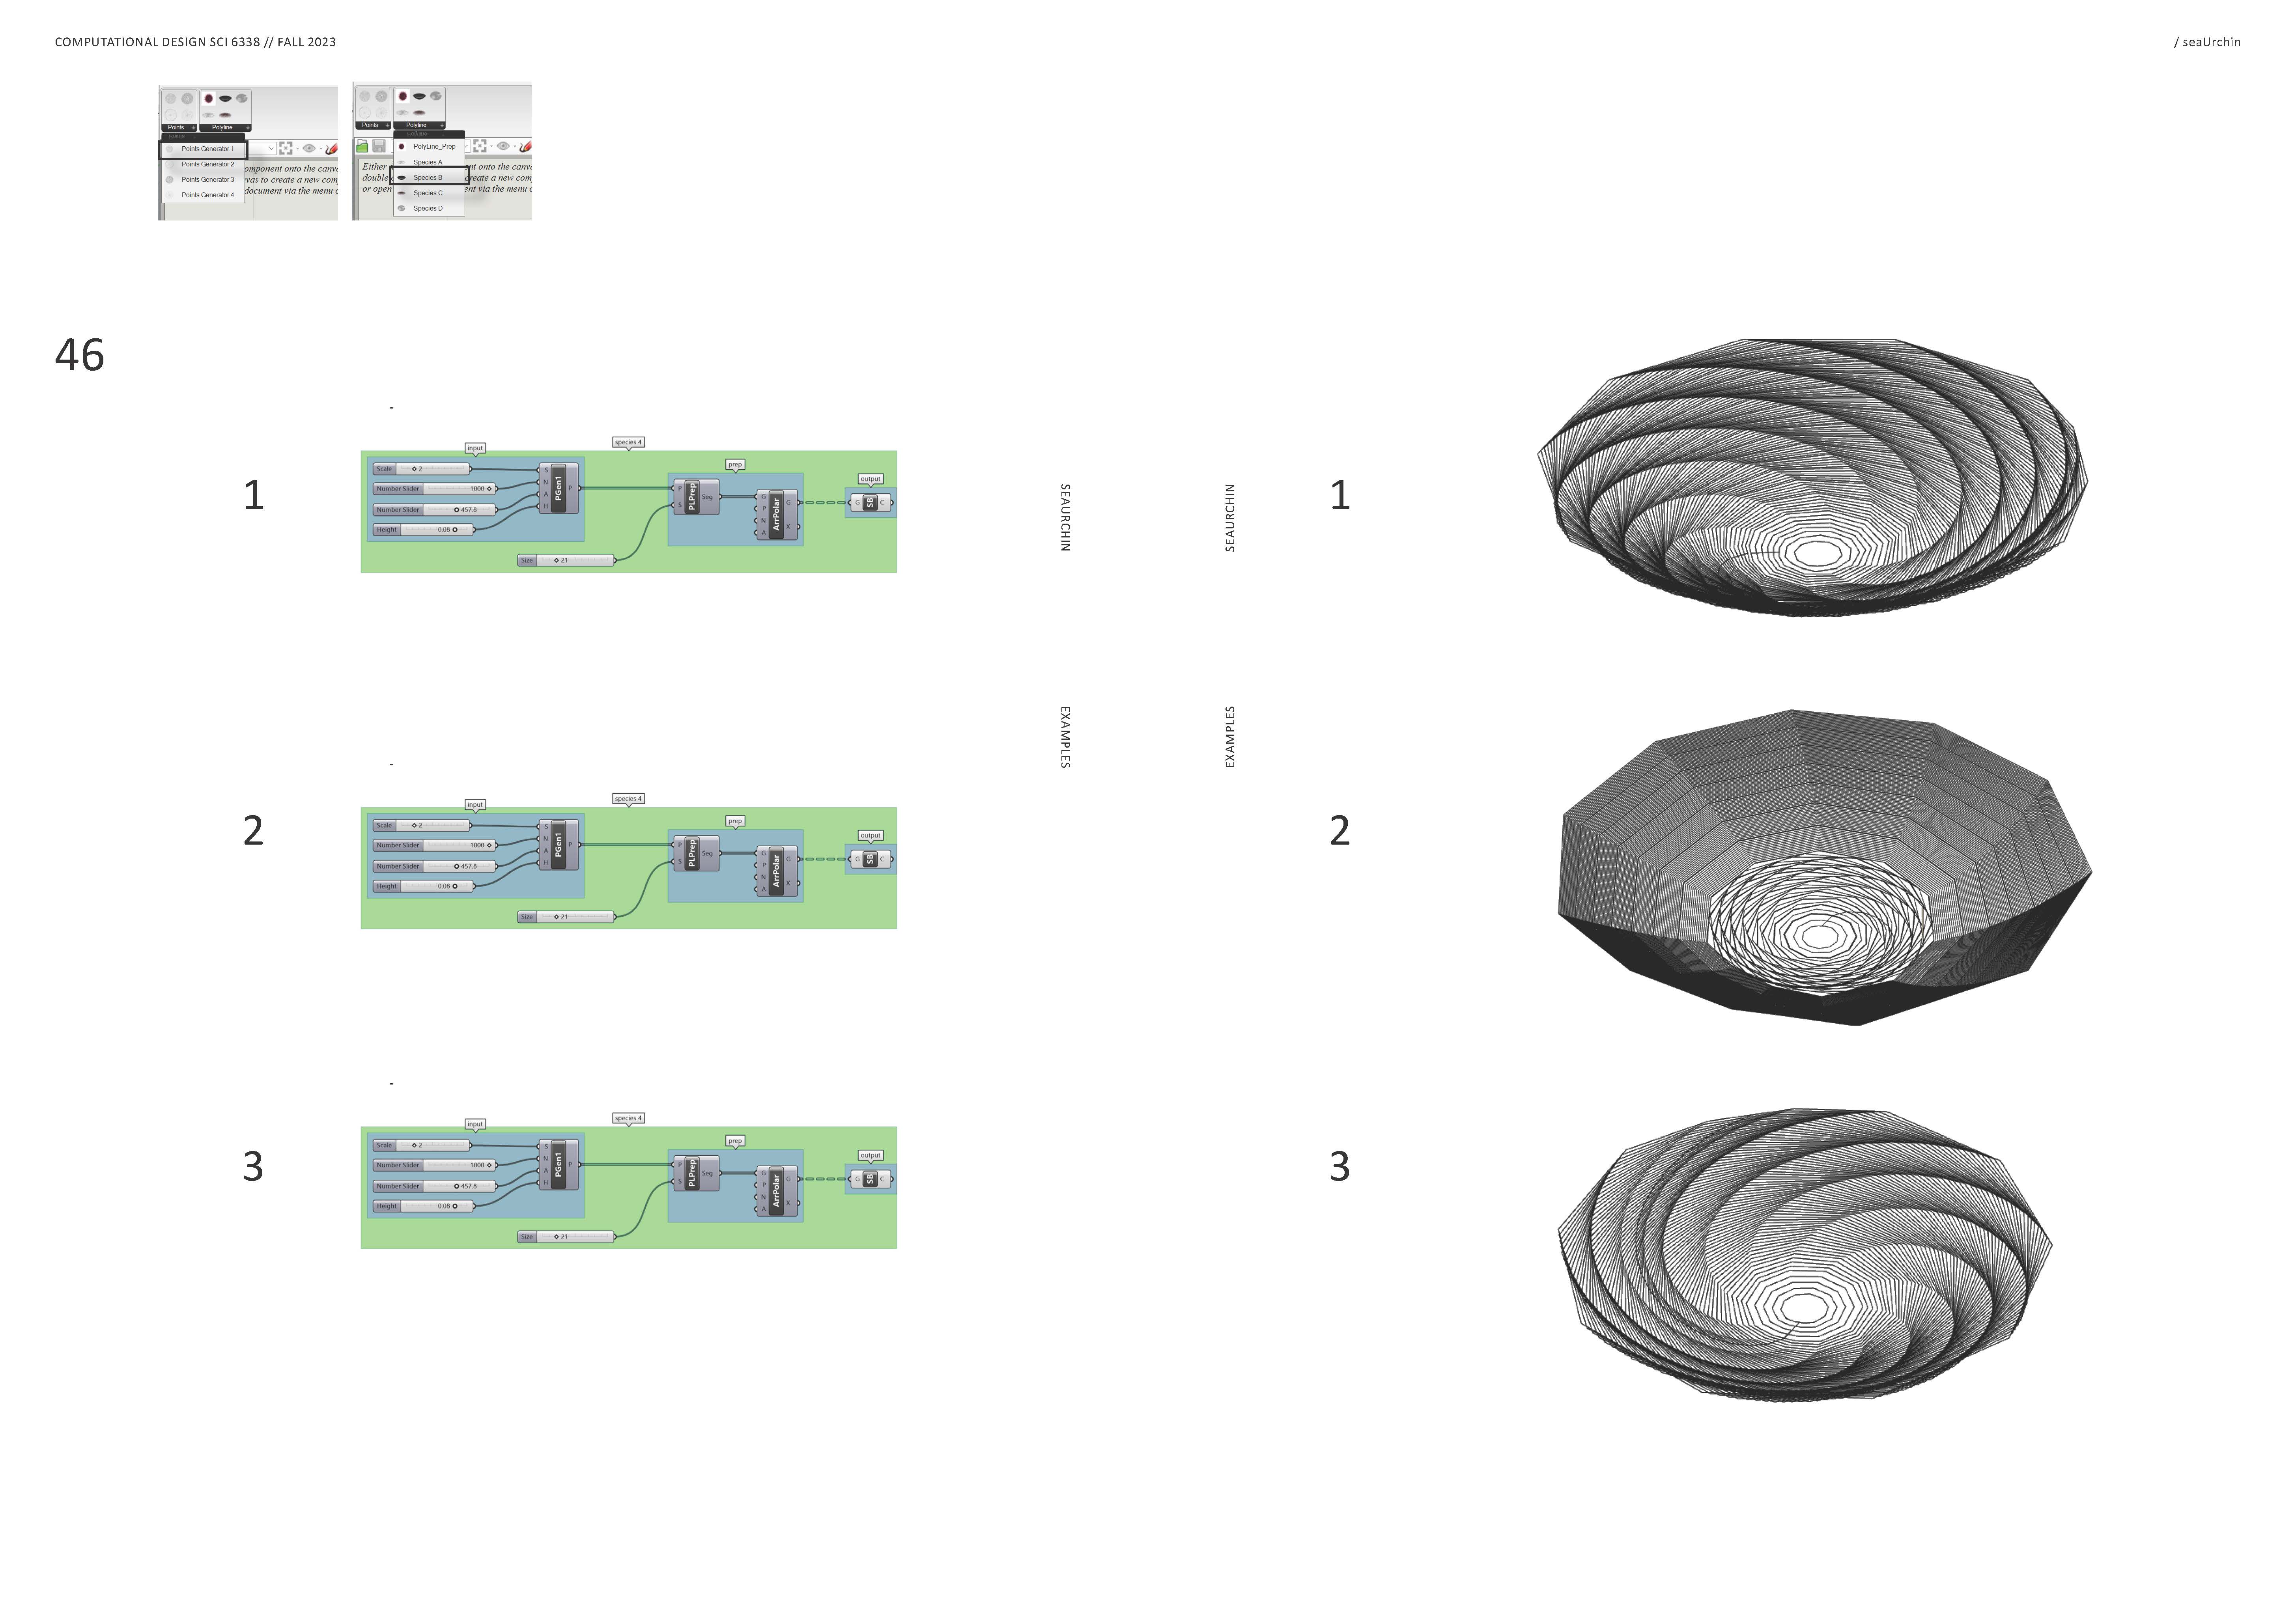 COMPUTATIONAL DESIGN SCI 6338 // FALL 2023
/ seaUrchin
Points
Polyline
Points Generator 1
Points Generator 2
Points Generator 3
Points Generator 4
omponent onto the canv
vas to create a new com
document via the menu
Points
Polyline
PolyLine_Prep
Species A
Species B
Species C
Species D
Either
nt onto the canv
double
create a new com
or open
ent via the menu
46
-
1
input
species 4
Scale 2
Number Slider 1000
Number Slider 457.8
Height 0.08
S
N
A
H
PGen1
P
prep
P
S
PLPrep
Seg
G
P
N
A
ArrPolar
G
X
output
G SB C
Size 21
SEAURCHIN
SEAURCHIN
1
-
2
input
species 4
Scale 2
Number Slider 1000
Number Slider 457.8
Height 0.08
S
N
A
H
PGen1
P
prep
P
S
PLPrep
Seg
G
P
N
A
ArrPolar
G
X
output
G SB C
Size 21
EXAMPLES
EXAMPLES
2
-
3
input
species 4
Scale 2
Number Slider 1000
Number Slider 457.8
Height 0.08
S
N
A
H
PGen1
P
prep
P
S
PLPrep
Seg
G
P
N
A
ArrPolar
G
X
output
G SB C
Size 21
3